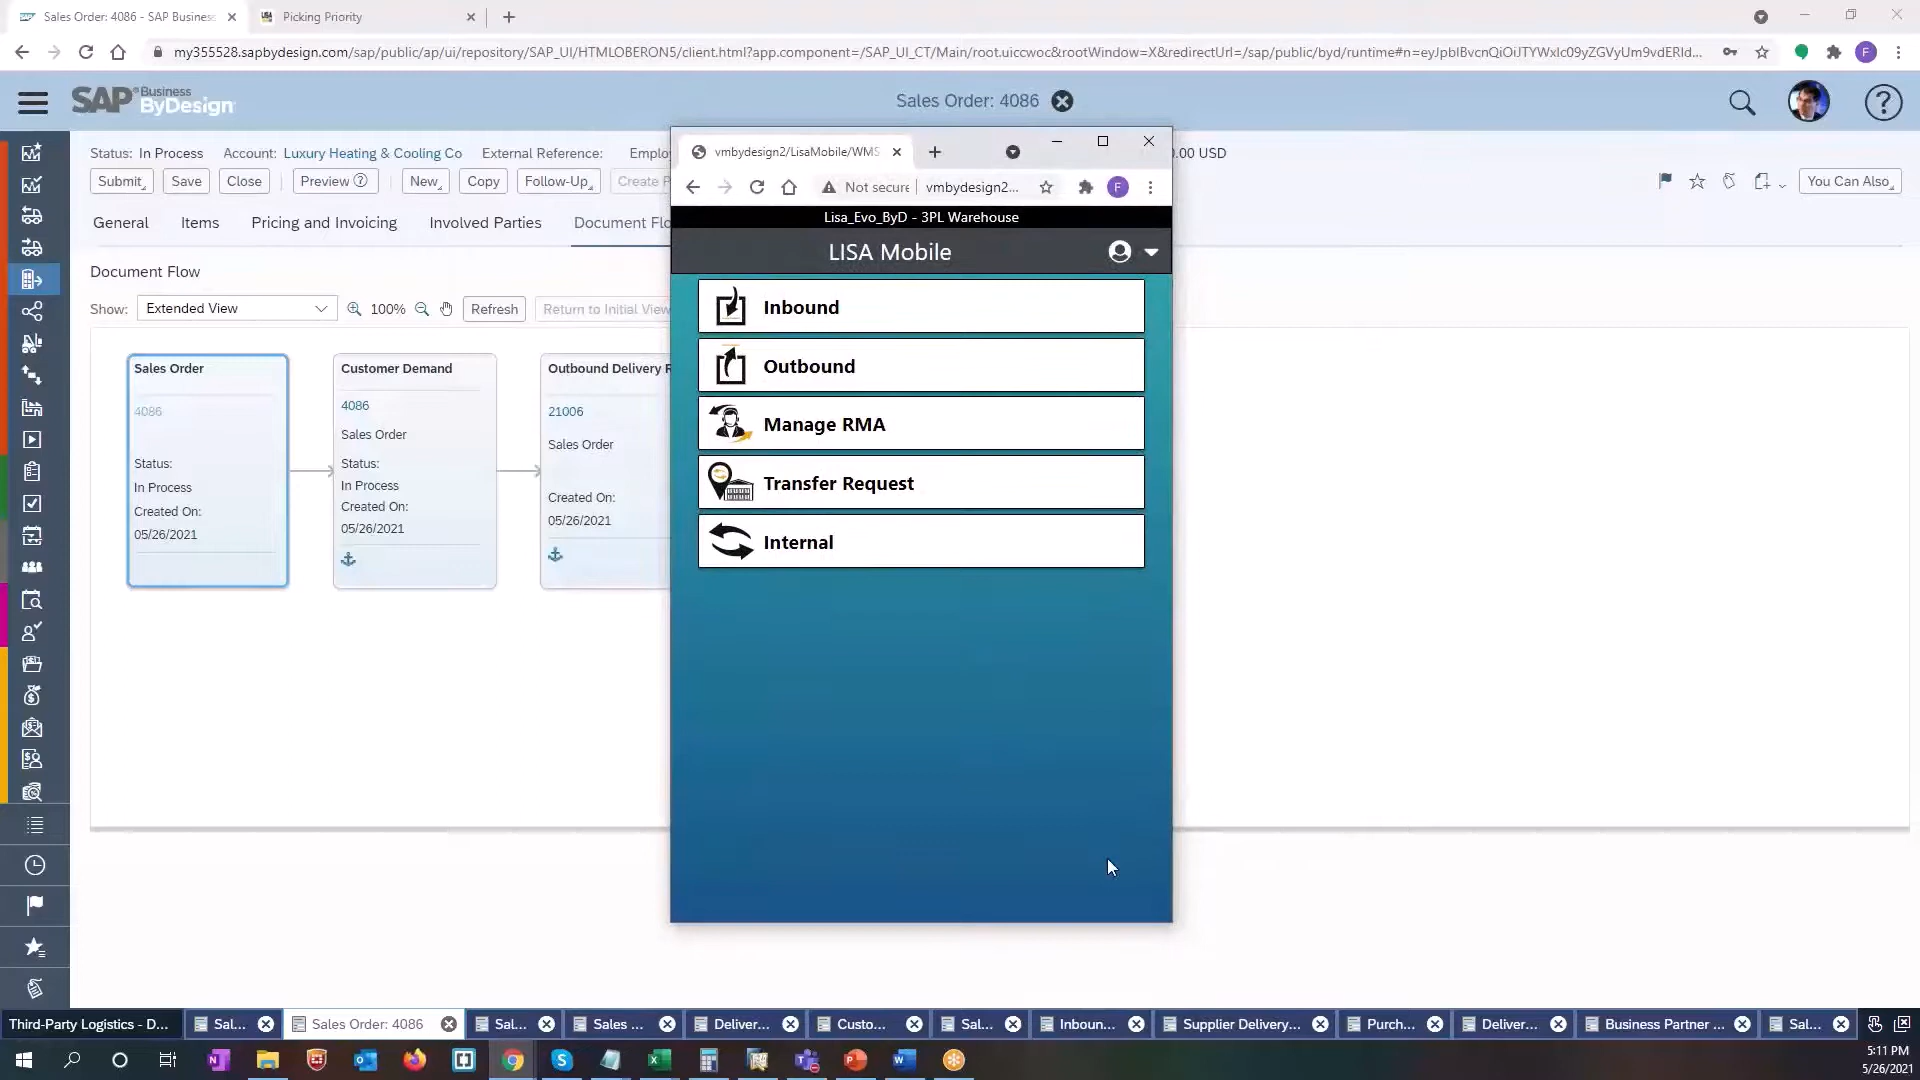 Sales Order: 4086 - SAP Business
Picking Priority
my355528.sapbydesign.com/sap/public/ap/ui/repository/SAP_UI/HTMLOBERON5/client.html?app.component=/SAP_UI_CT/Main/root.uiccwoc&rootWindow=X&redirectUrl=/sap/public/byd/runtime#n=eyJpbIBvcnQiOiJTYWxlc09yZGVyUm9vdERld...
F
SAP Business ByDesign
Sales Order: 4086
Status: In Process Account: Luxury Heating & Cooling Co External Reference: Emplo
0.00 USD
Submit Save Close Preview New Copy Follow-Up Create P
You Can Also
General Items Pricing and Invoicing Involved Parties Document Flo
Document Flow
Show: Extended View 100% Refresh Return to Initial View
Sales Order
4086
Status:
In Process
Created On:
05/26/2021
Customer Demand
4086
Sales Order
Status:
In Process
Created On:
05/26/2021
Outbound Delivery R
21006
Sales Order
Created On:
05/26/2021
vmbydesign2/LisaMobile/WMS
Not secure vmbydesign2... F
Lisa_Evo_ByD - 3PL Warehouse
LISA Mobile
Inbound
Outbound
Manage RMA
Transfer Request
Internal
Third-Party Logistics - D... Sal... Sales Order: 4086 Sal... Sales ... Deliver... Custo... Sal... Inboun... Supplier Delivery... Purch... Deliver... Business Partner ... Sal...
5:11 PM
5/26/2021